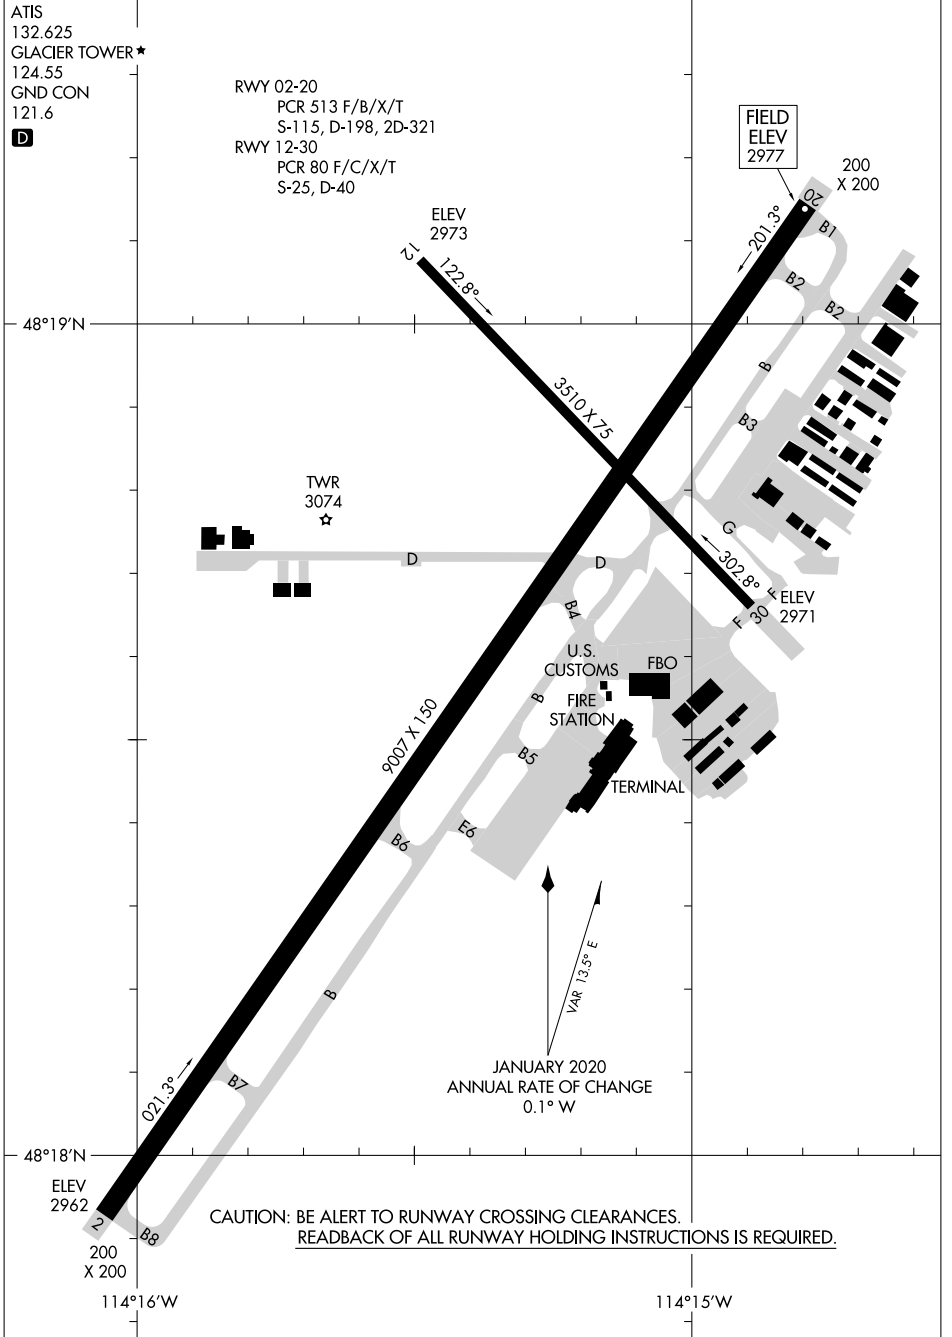 ATIS
132.625
GLACIER TOWER★
124.55
GND CON
121.6
D
RWY 02-20
PCR 513 F/B/X/T
S-115, D-198, 2D-321
RWY 12-30
PCR 80 F/C/X/T
S-25, D-40
FIELD
ELEV
2977
200
X 200
20
201.3°
B1
B2
B2
ELEV
2973
12
122.8°
48°19'N
B
3510 X 75
B3
TWR
3074
G
D
D
302.8°
F
ELEV
2971
30
F
B4
U.S.
CUSTOMS
FBO
B
FIRE
STATION
9007 X 150
B5
TERMINAL
E6
B6
VAR 13.5° E
B
JANUARY 2020
ANNUAL RATE OF CHANGE
0.1° W
B7
021.3°
48°18'N
ELEV
2962
2
B8
200
X 200
CAUTION: BE ALERT TO RUNWAY CROSSING CLEARANCES.
READBACK OF ALL RUNWAY HOLDING INSTRUCTIONS IS REQUIRED.
114°16'W
114°15'W